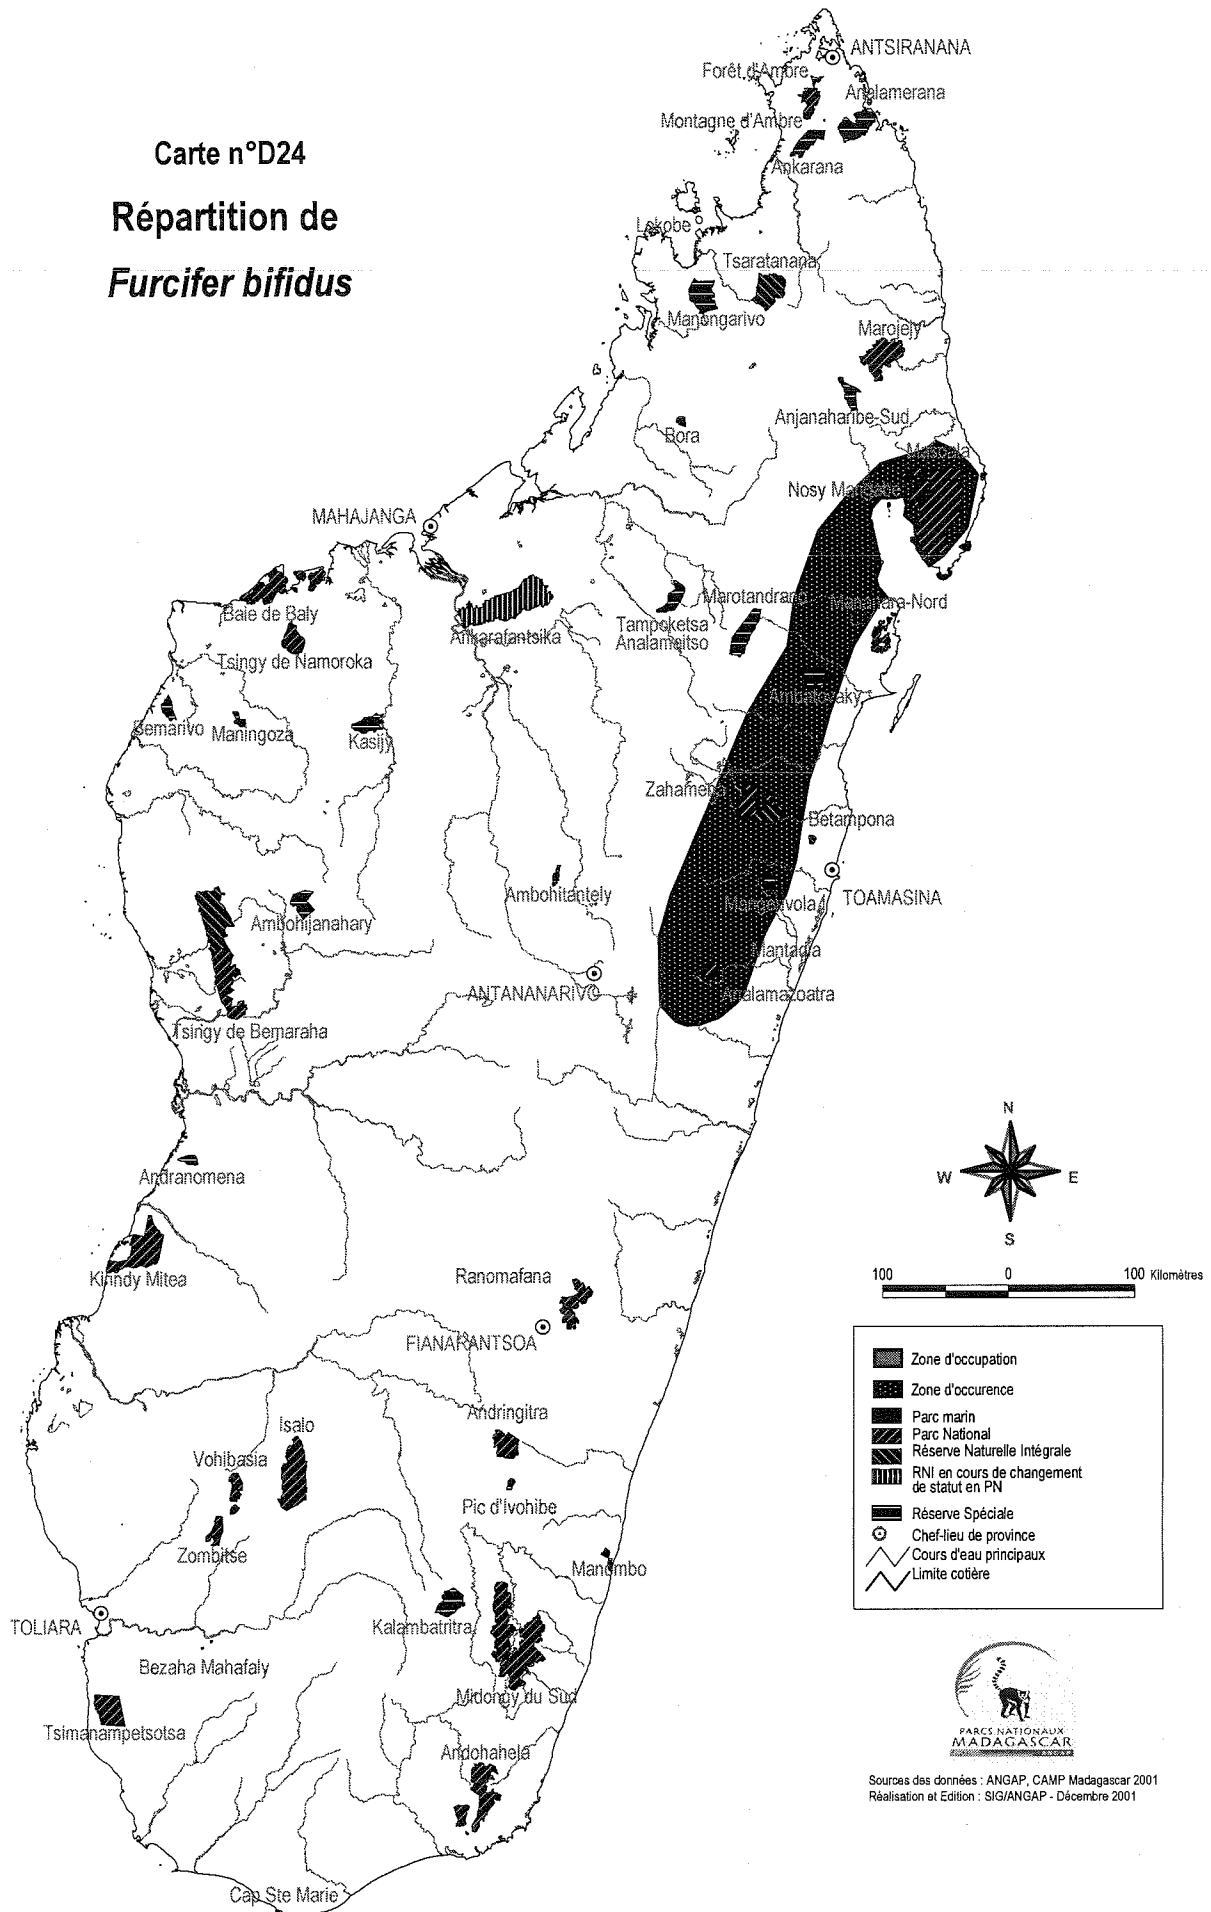 Carte n°D24
Répartition de
Furcifer bifidus
ANTSIRANANA
Forêt d'Ambre
Analamerana
Montagne d'Ambre
Ankarana
Lokobe
Tsaratanana
Manongarivo
Marojejy
Anjanaharibe-Sud
Bora
Masoala
Nosy
MAHAJANGA
Baie de Baly
Ankarafantsika
Tampoketsa
Analamaitso
Marotandrano
Mananara-Nord
Tsingy de Namoroka
Bemarivo
Maningoza
Kasijy
Ambatovaky
Zahamena
Betampona
Ambohitantely
Ambohijanahary
TOAMASINA
Mangerivola
Mantadia
ANTANANARIVO
Analamazoatra
Tsingy de Bemaraha
Andranomena
N
W
E
S
Kirindy Mitea
Ranomafana
100
0
100 Kilomètres
FIANARANTSOA
Zone d'occupation
Zone d'occurence
Parc marin
Parc National
Réserve Naturelle Intégrale
RNI en cours de changement
de statut en PN
Réserve Spéciale
Chef-lieu de province
Cours d'eau principaux
Limite cotière
Andringitra
Isalo
Vohibasia
Pic d'Ivohibe
Zombitse
Manombo
TOLIARA
Kalambatritra
Bezaha Mahafaly
Midongy du Sud
Tsimanampetsotsa
Andohahela
Cap Ste Marie
PARCS NATIONAUX
MADAGASCAR
Sources des données : ANGAP, CAMP Madagascar 2001
Réalisation et Edition : SIG/ANGAP - Décembre 2001